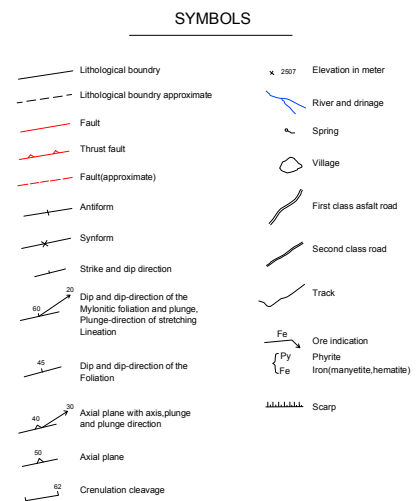 SYMBOLS
Lithological boundry
Lithological boundry approximate
Fault
Thrust fault
Fault(approximate)
Antiform
Synform
Strike and dip direction
20
60
Dip and dip-direction of the
Mylonitic foliation and plunge,
Plunge-direction of stretching
Lineation
45
Dip and dip-direction of the
Foliation
30
40
Axial plane with axis,plunge
and plunge direction
50
Axial plane
62
Crenulation cleavage
2507
Elevation in meter
River and drinage
Spring
Village
First class asfalt road
Second class road
Track
Fe
Ore indication
Py
Phyrite
Fe
Iron(manyetite,hematite)
Scarp